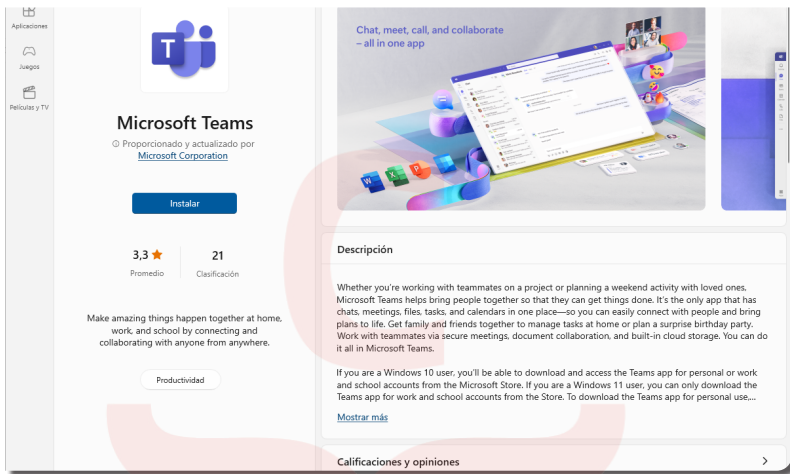 Aplicaciones
Juegos
Películas y TV
T
Microsoft Teams
Proporcionado y actualizado por
Microsoft Corporation
Instalar
3,3
21
Promedio
Clasificación
Make amazing things happen together at home,
work, and school by connecting and
collaborating with anyone from anywhere.
Productividad
Chat, meet, call, and collaborate
– all in one app
W
X
P
Descripción
Whether you're working with teammates on a project or planning a weekend activity with loved ones,
Microsoft Teams helps bring people together so that they can get things done. It's the only app that has
chats, meetings, files, tasks, and calendars in one place—so you can easily connect with people and bring
plans to life. Get family and friends together to manage tasks at home or plan a surprise birthday party.
Work with teammates via secure meetings, document collaboration, and built-in cloud storage. You can do
it all in Microsoft Teams.
If you are a Windows 10 user, you'll be able to download and access the Teams app for personal or work
and school accounts from the Microsoft Store. If you are a Windows 11 user, you can only download the
Teams app for work and school accounts from the Store. To download the Teams app for personal use,...
Mostrar más
Calificaciones y opiniones